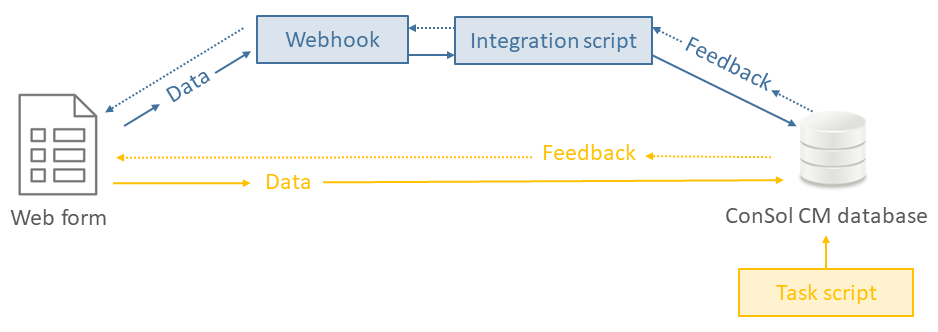 Webhook
Integration script
Data
Feedback
Feedback
Data
Web form
ConSol CM database
Task script